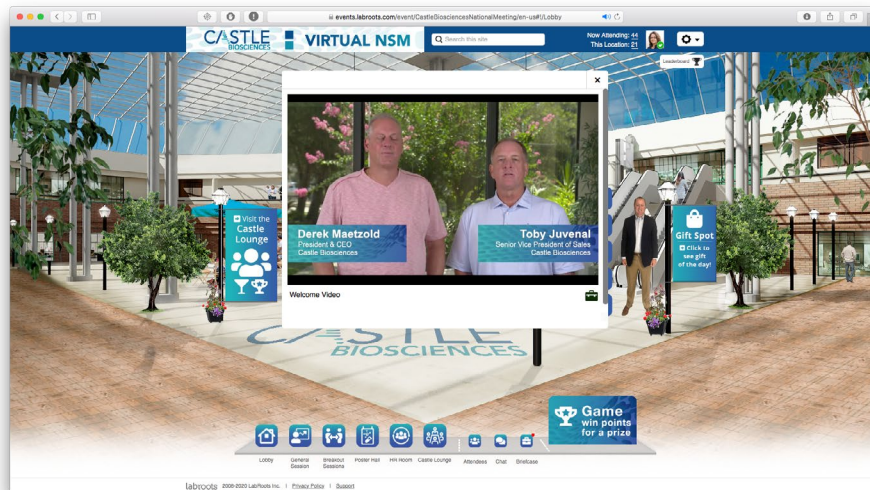 events.labroots.com/event/CastleBiosciencesNationalMeeting/en-us#!/Lobby
CASTLE
BIOSCIENCES
VIRTUAL NSM
Search this site
Now Attending: 44
This Location: 21
Leaderboard
Visit the
Castle
Lounge
Derek Maetzold
President & CEO
Castle Biosciences
Toby Juvenal
Senior Vice President of Sales
Castle Biosciences
Gift Spot
Click to
see gift
of the day!
Welcome Video
CASTLE
BIOSCIENCES
Game
win points
for a prize
Lobby
General
Session
Breakout
Sessions
Poster Hall
HR Room
Castle Lounge
Attendees
Chat
Briefcase
labroots 2008-2020 LabRoots Inc. | Privacy Policy | Support